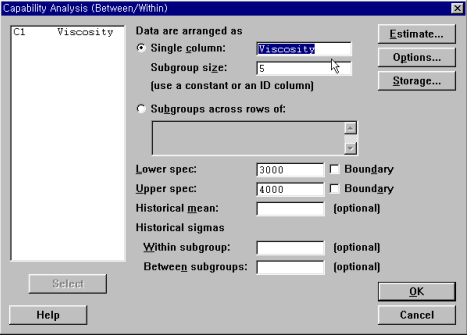 Capability Analysis (Between/Within)
C1 Viscosity
Data are arranged as
Single column: Viscosity
Subgroup size: 5
(use a constant or an ID column)
Subgroups across rows of:
Lower spec: 3000 Boundary
Upper spec: 4000 Boundary
Historical mean: (optional)
Historical sigmas
Within subgroup: (optional)
Between subgroups: (optional)
Estimate...
Options...
Storage...
Select
Help
OK
Cancel